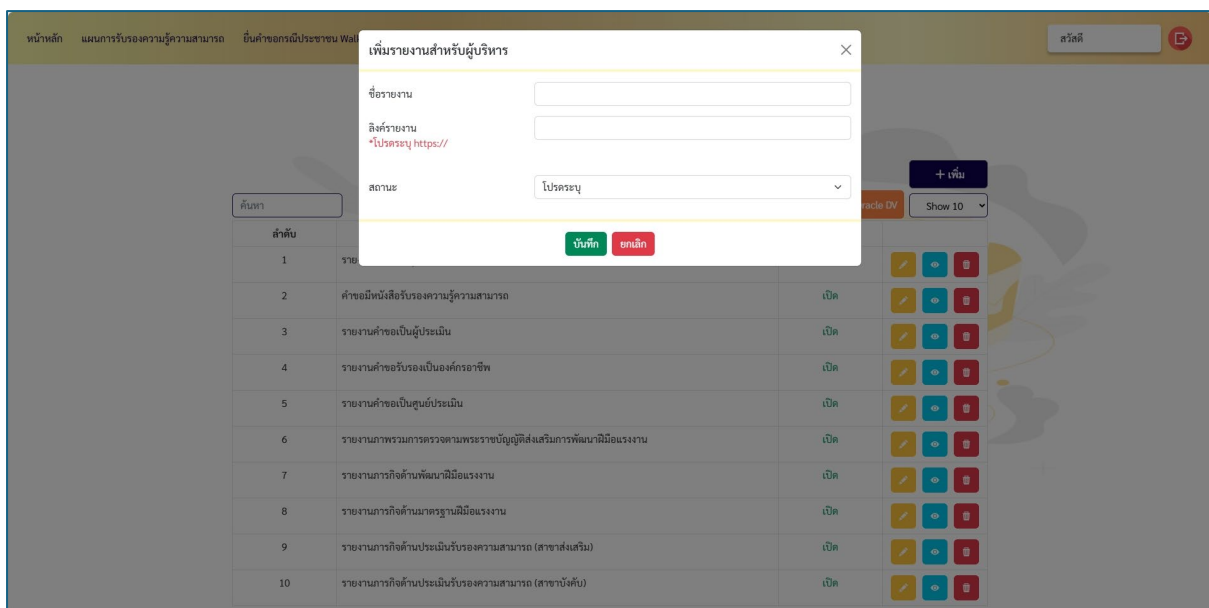 หน้าหลัก แผนการรับรองความรู้ความสามารถ ยื่นคำขอกรณีประชาชน Wal
สวัสดี
เพิ่มรายงานสำหรับผู้บริหาร
ชื่อรายงาน
ลิงค์รายงาน
*โปรดระบุ https://
สถานะ
โปรดระบุ
บันทึก ยกเลิก
+ เพิ่ม
ค้นหา
racle DV Show 10
ลำดับ
1 ราย
2 คำขอมีหนังสือรับรองความรู้ความสามารถ เปิด
3 รายงานคำขอเป็นผู้ประเมิน เปิด
4 รายงานคำขอรับรองเป็นองค์กรอาชีพ เปิด
5 รายงานคำขอเป็นศูนย์ประเมิน เปิด
6 รายงานภาพรวมการตรวจตามพระราชบัญญัติส่งเสริมการพัฒนาฝีมือแรงงาน เปิด
7 รายงานภารกิจด้านพัฒนาฝีมือแรงงาน เปิด
8 รายงานภารกิจด้านมาตรฐานฝีมือแรงงาน เปิด
9 รายงานภารกิจด้านประเมินรับรองความสามารถ (สาขาส่งเสริม) เปิด
10 รายงานภารกิจด้านประเมินรับรองความสามารถ (สาขาบังคับ) เปิด